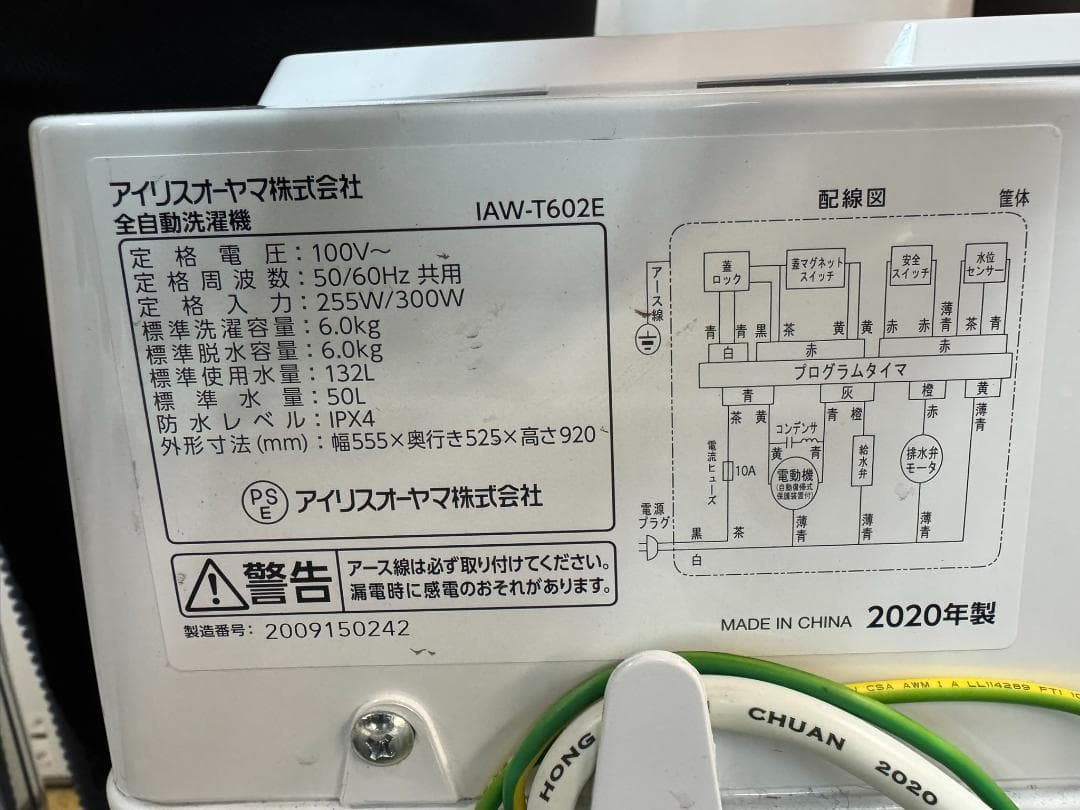 アイリスオーヤマ株式会社
全自動洗濯機
IAW-T602E
定格電圧：100V～
定格周波数：50/60Hz 共用
定格入力：255W/300W
標準洗濯容量：6.0kg
標準脱水容量：6.0kg
標準使用水量：132L
標準水量：50L
防水レベル：IPX4
外形寸法(mm)：幅555×奥行き525×高さ920
PSE アイリスオーヤマ株式会社
警告
アース線は必ず取り付けてください。
漏電時に感電のおそれがあります。
製造番号：2009150242
配線図
筐体
アース線
蓋ロック
蓋マグネットスイッチ
安全スイッチ
水位センサー
青 青 黒 茶 黄 黄 赤 赤 薄青 茶 青
白 赤 赤
プログラムタイマ
青 灰 橙 黄
茶 黄 青 橙 赤 薄青
コンデンサ
電流ヒューズ
10A
黄 青
電動機
(自動復帰式
保護装置付)
給水弁
排水弁モータ
電源プラグ
黒 茶 薄青 薄青 薄青
白
MADE IN CHINA 2020年製
CSA AWM I A LL114289 FT1
HONG CHUAN 2020